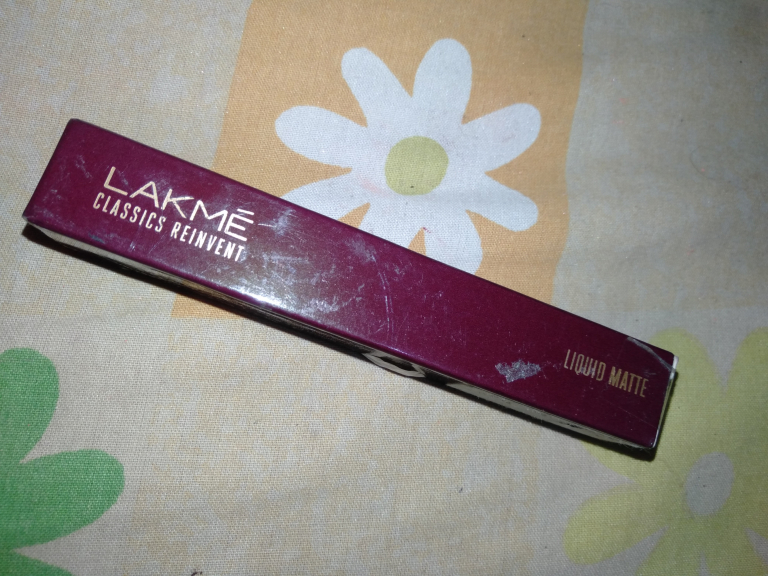 LAKMÉ
CLASSICS REINVENT
LIQUID MATTE